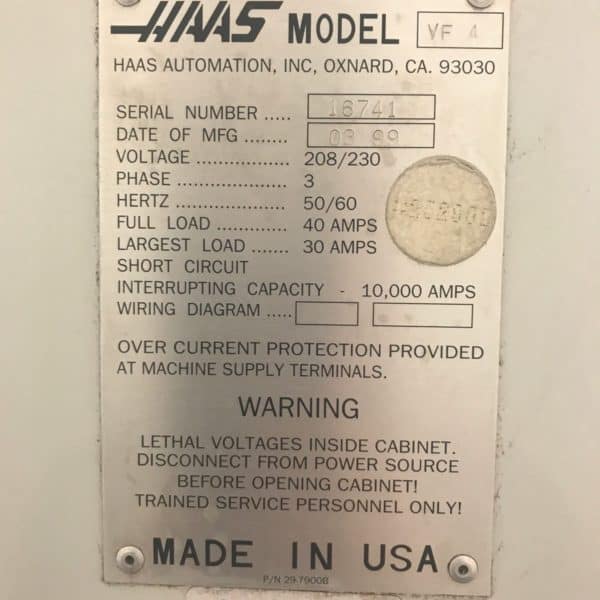 HAAS MODEL VF 4
HAAS AUTOMATION, INC, OXNARD, CA. 93030
SERIAL NUMBER ..... 16741
DATE OF MFG ........ 03 99
VOLTAGE ................. 208/230
PHASE .................... 3
HERTZ .................... 50/60
FULL LOAD ............. 40 AMPS
LARGEST LOAD ....... 30 AMPS
SHORT CIRCUIT
INTERRUPTING CAPACITY - 10,000 AMPS
WIRING DIAGRAM .....
OVER CURRENT PROTECTION PROVIDED
AT MACHINE SUPPLY TERMINALS.
WARNING
LETHAL VOLTAGES INSIDE CABINET.
DISCONNECT FROM POWER SOURCE
BEFORE OPENING CABINET!
TRAINED SERVICE PERSONNEL ONLY!
MADE IN USA
P/N 29-7900B